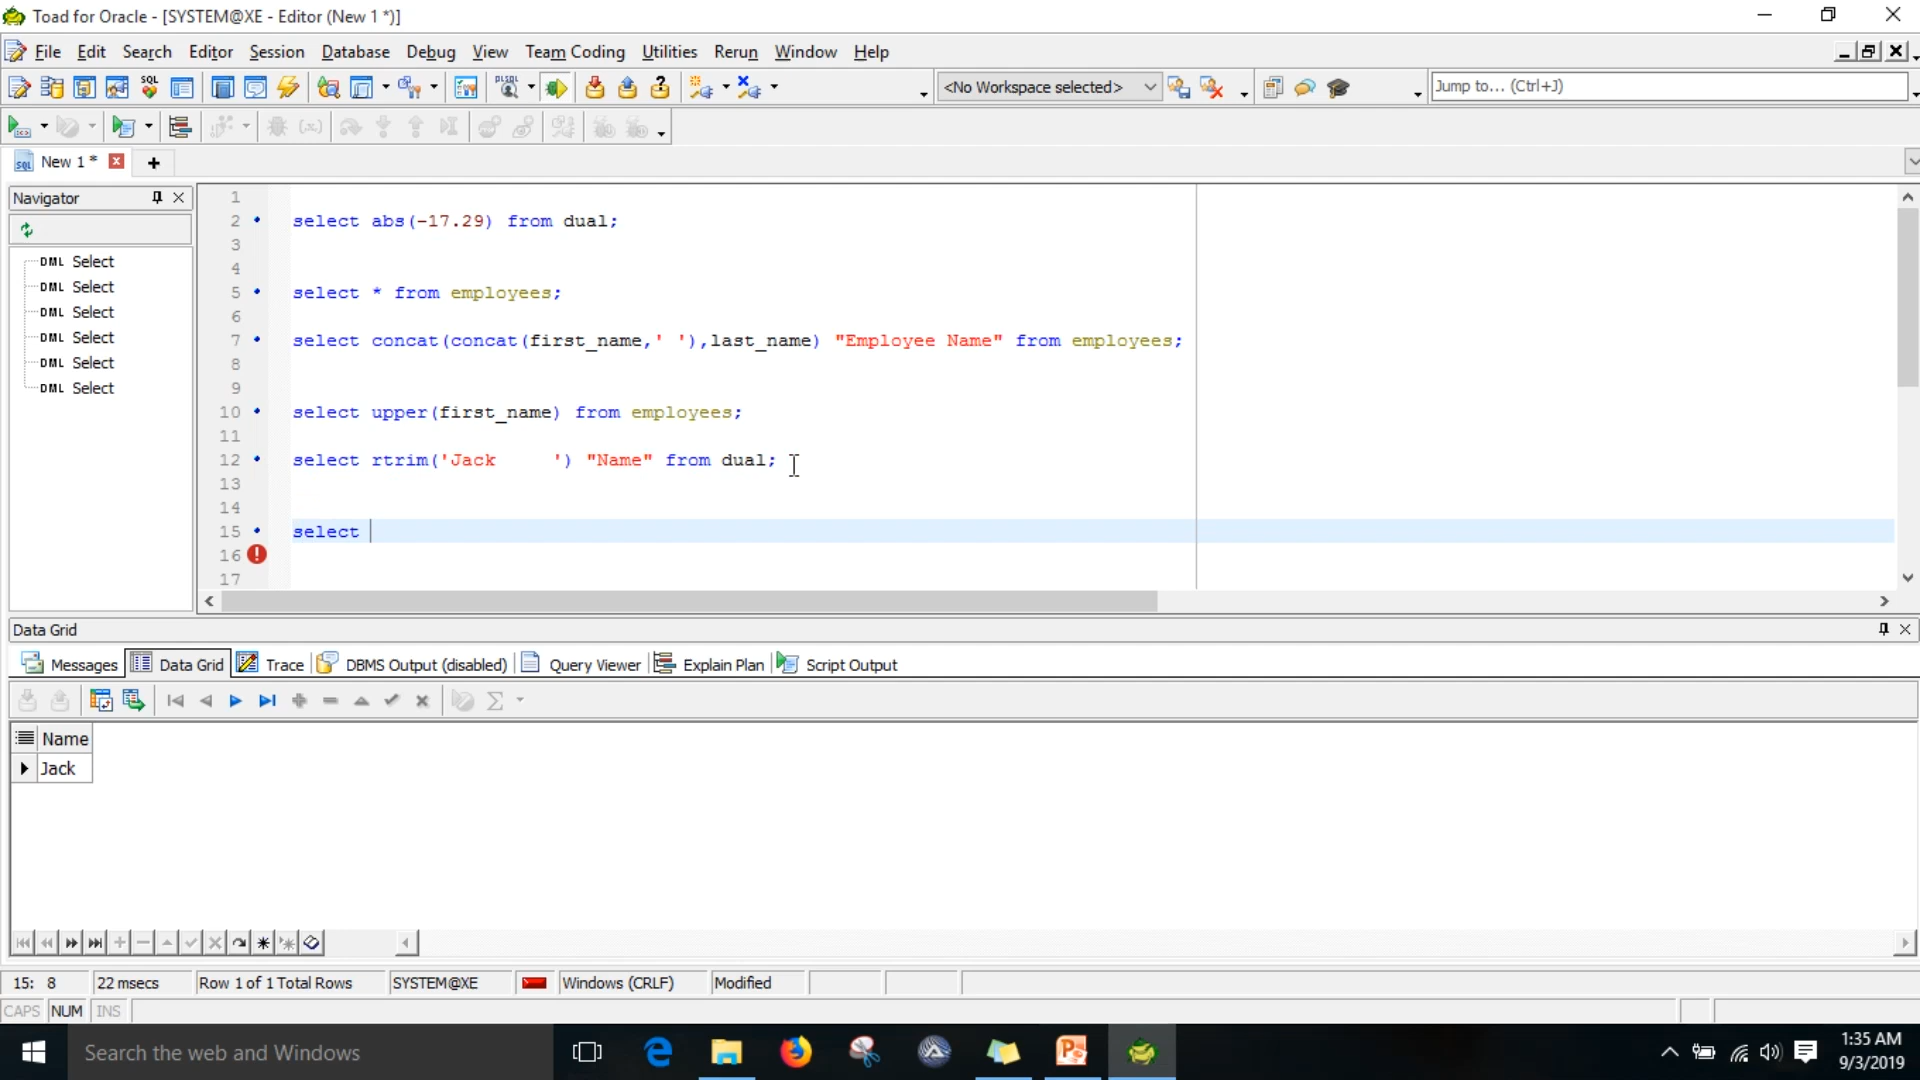 Toad for Oracle - [SYSTEM@XE - Editor (New 1 *)]
File Edit Search Editor Session Database Debug View Team Coding Utilities Rerun Window Help
SQL
PLSQL
<No Workspace selected>
Jump to... (Ctrl+J)
SQL New 1 *
Navigator
DML Select
DML Select
DML Select
DML Select
DML Select
DML Select
1
2 select abs(-17.29) from dual;
3
4
5 select * from employees;
6
7 select concat(concat(first_name,' '),last_name) "Employee Name" from employees;
8
9
10 select upper(first_name) from employees;
11
12 select rtrim('Jack     ') "Name" from dual;
13
14
15 select
16
17
Data Grid
Messages Data Grid Trace DBMS Output (disabled) Query Viewer Explain Plan Script Output
Name
Jack
15: 8 22 msecs Row 1 of 1 Total Rows SYSTEM@XE Windows (CRLF) Modified
CAPS NUM INS
Search the web and Windows
1:35 AM
9/3/2019